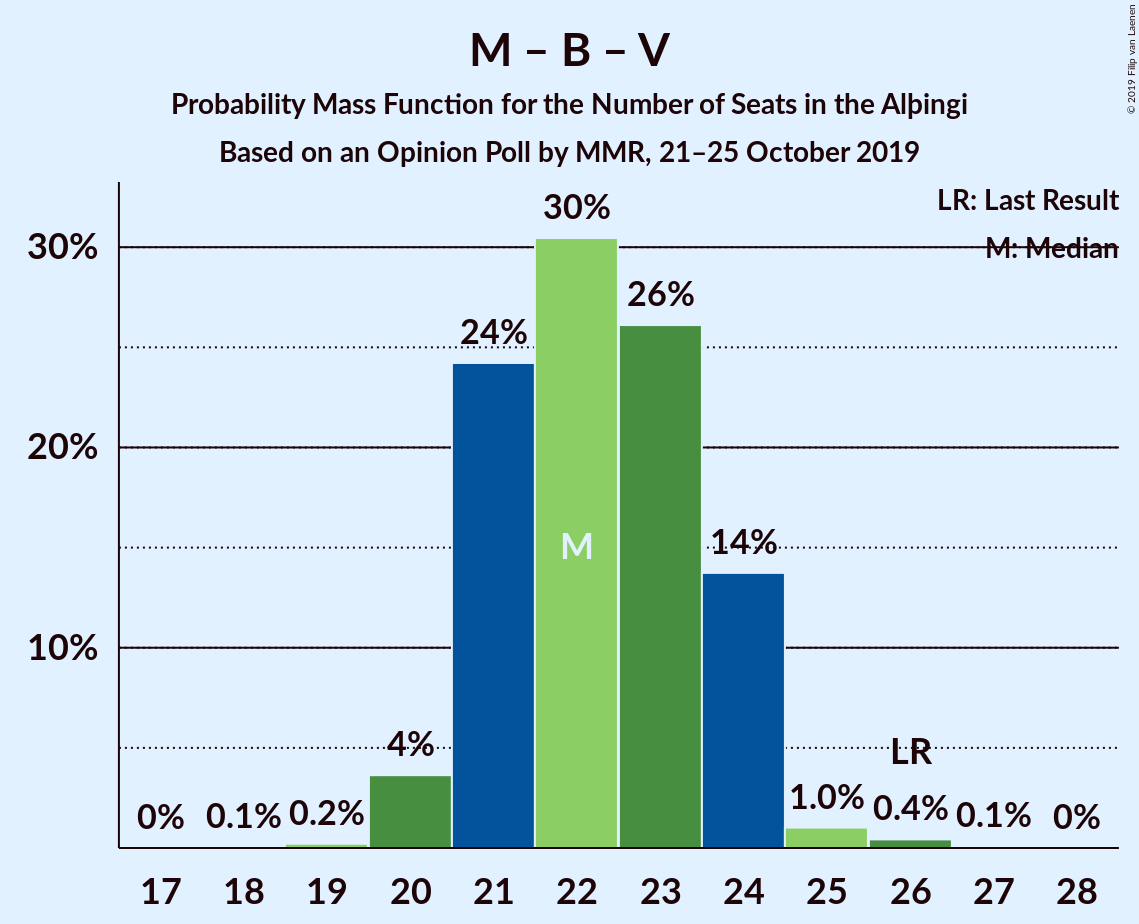 M – B – V
Probability Mass Function for the Number of Seats in the Alþingi
Based on an Opinion Poll by MMR, 21–25 October 2019
© 2019 Filip van Laenen
LR: Last Result
M: Median
30%
20%
10%
0%
0.1%
0.2%
4%
24%
30%
26%
14%
1.0%
0.4%
0.1%
0%
M
LR
17 18 19 20 21 22 23 24 25 26 27 28